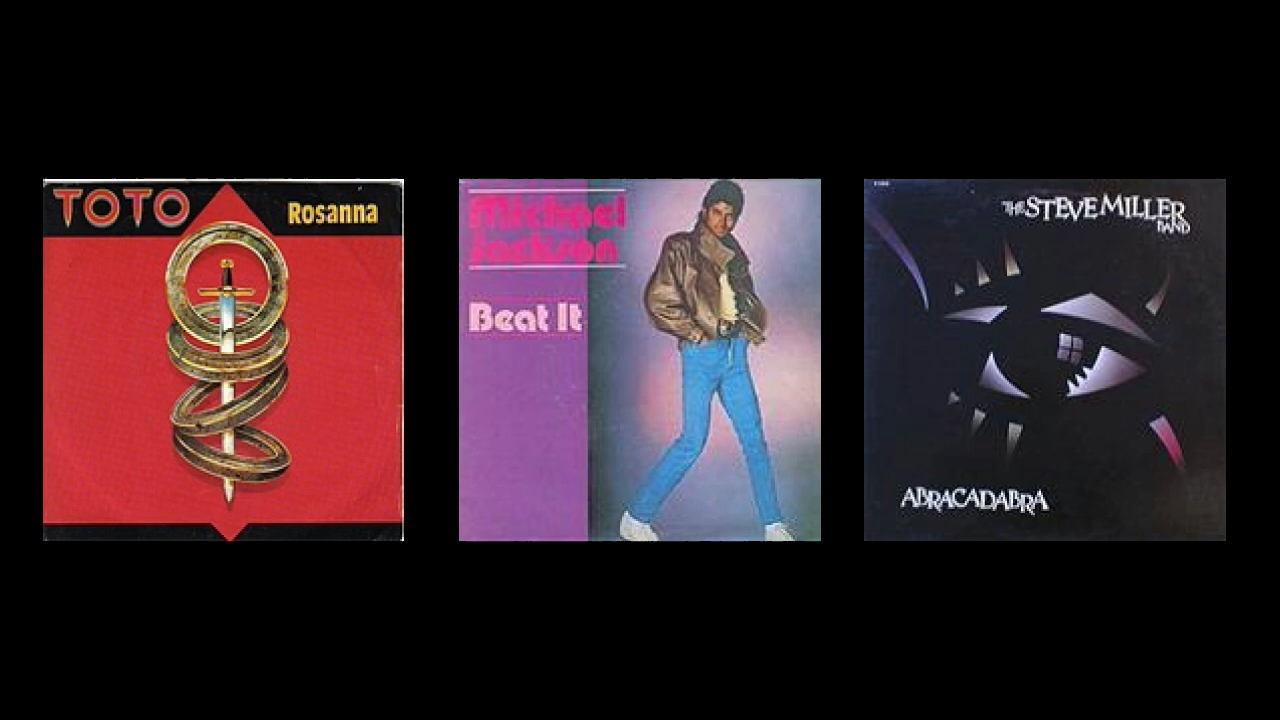 TOTO
Rosanna
Michael
Jackson
Beat It
THE STEVE MILLER
BAND
ABRACADABRA